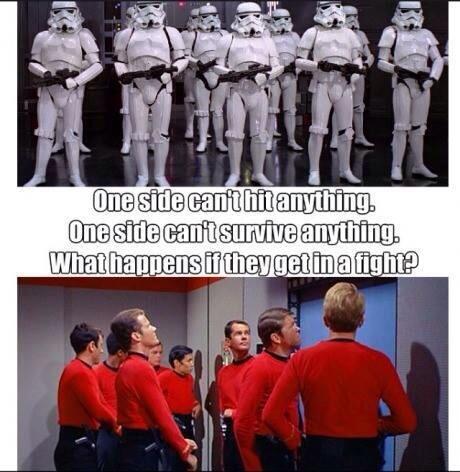 One side can't hit anything.
One side can't survive anything.
What happens if they get in a fight?